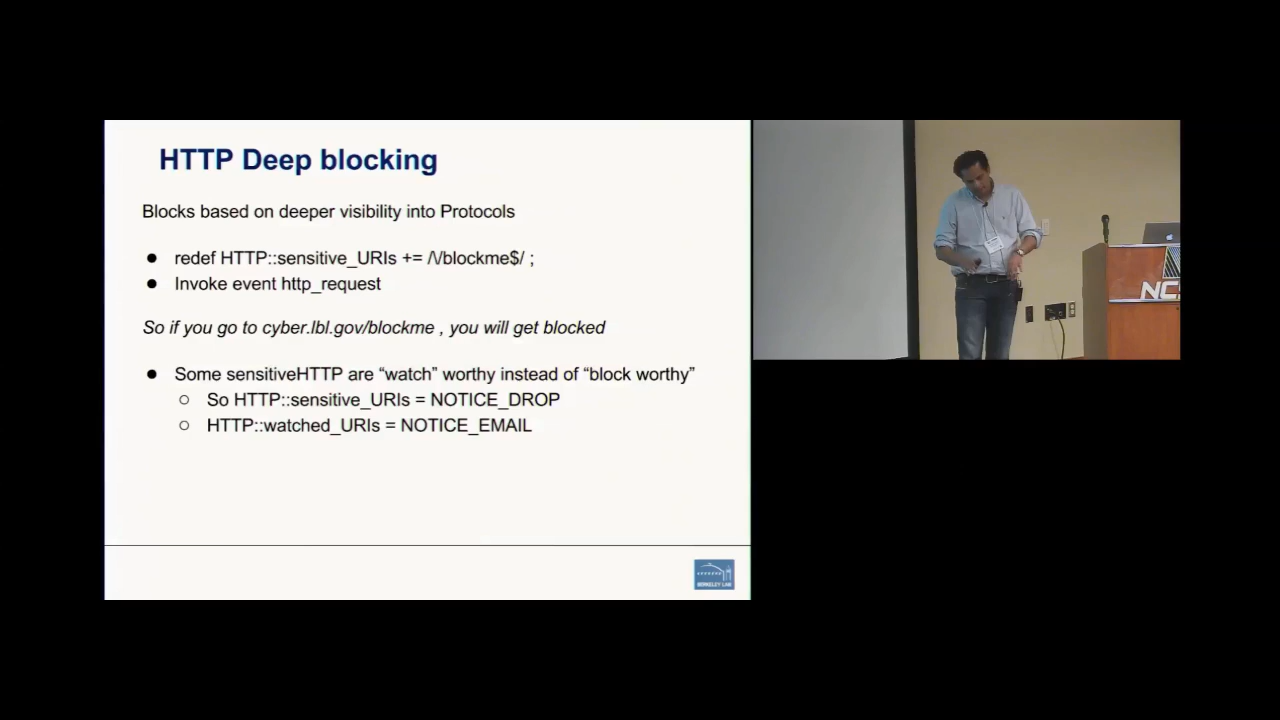 HTTP Deep blocking
Blocks based on deeper visibility into Protocols
● redef HTTP::sensitive_URIs += /\/blockme$/ ;
● Invoke event http_request
So if you go to cyber.lbl.gov/blockme , you will get blocked
● Some sensitiveHTTP are “watch” worthy instead of “block worthy”
○ So HTTP::sensitive_URIs = NOTICE_DROP
○ HTTP::watched_URIs = NOTICE_EMAIL
BERKELEY LAB